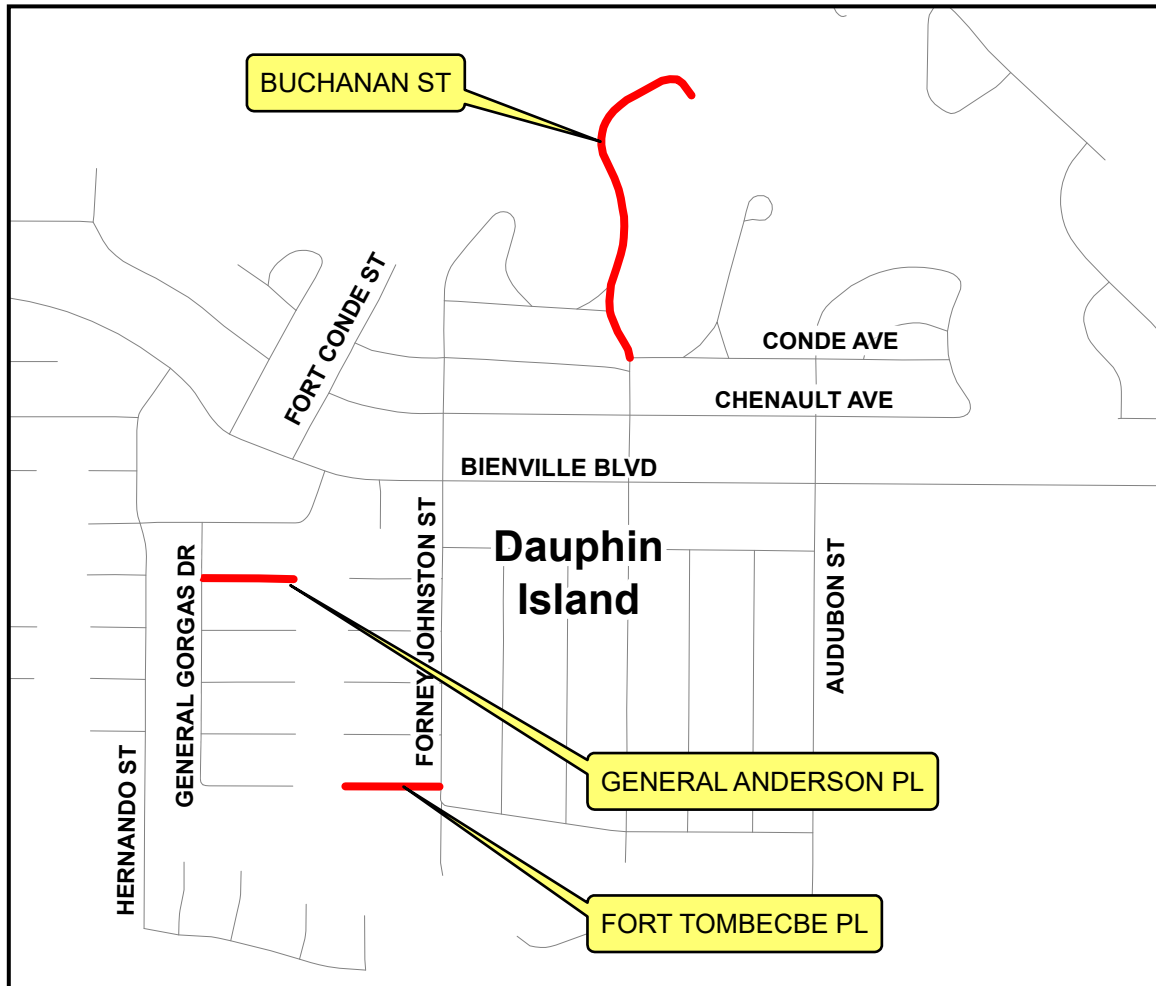 BUCHANAN ST
FORT CONDE ST
CONDE AVE
CHENAULT AVE
BIENVILLE BLVD
Dauphin
Island
FORNEY JOHNSTON ST
GENERAL GORGAS DR
AUDUBON ST
HERNANDO ST
GENERAL ANDERSON PL
FORT TOMBECBE PL